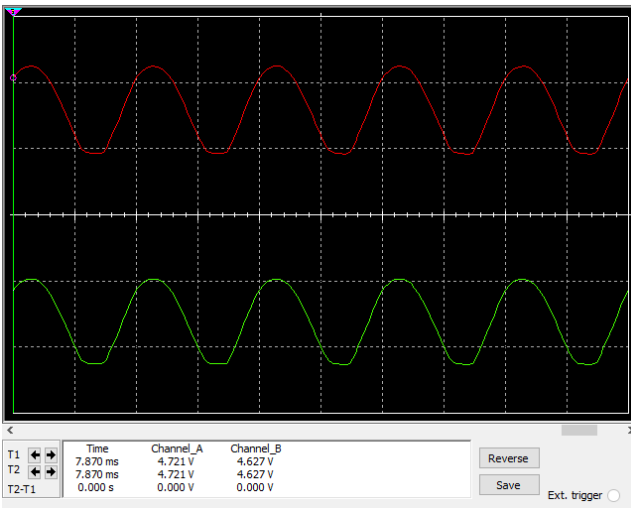 Time Channel_A Channel_B
T1 7.870 ms 4.721 V 4.627 V
T2 7.870 ms 4.721 V 4.627 V
T2-T1 0.000 s 0.000 V 0.000 V
Reverse
Save
Ext. trigger